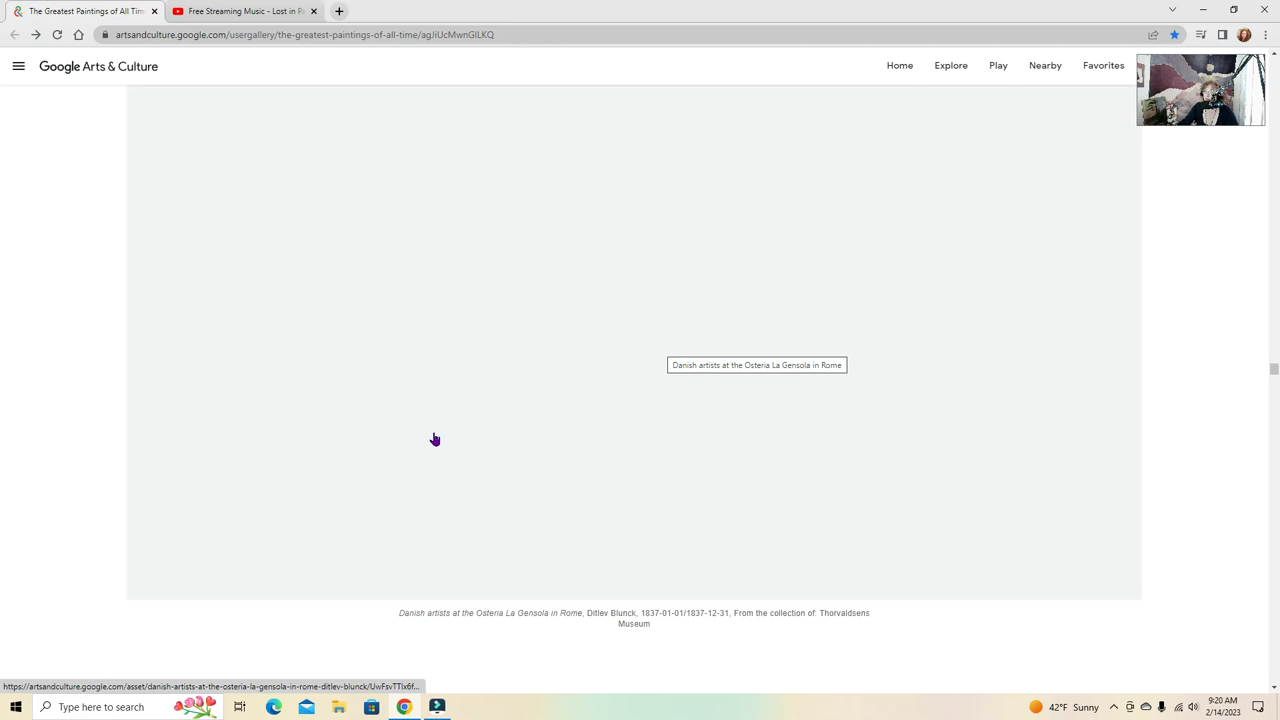 The Greatest Paintings of All Tim
Free Streaming Music - Lost in P
artsandculture.google.com/usergallery/the-greatest-paintings-of-all-time/agJiUcMwnGILKQ
Google Arts & Culture
Home Explore Play Nearby Favorites
Danish artists at the Osteria La Gensola in Rome
Danish artists at the Osteria La Gensola in Rome, Ditlev Blunck, 1837-01-01/1837-12-31, From the collection of: Thorvaldsens
Museum
https://artsandculture.google.com/asset/danish-artists-at-the-osteria-la-gensola-in-rome-ditlev-blunck/UwFsvTTlx6f...
Type here to search
42°F Sunny
9:20 AM
2/14/2023